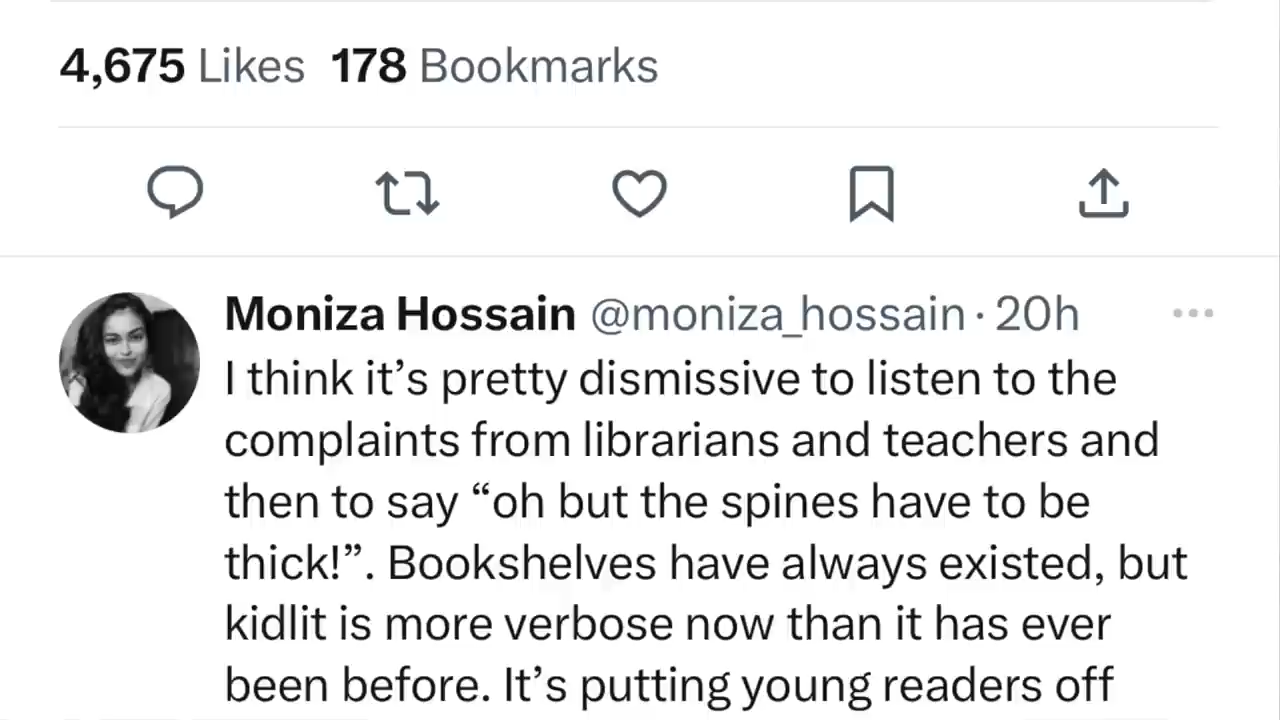 4,675 Likes 178 Bookmarks
Moniza Hossain @moniza_hossain · 20h
I think it’s pretty dismissive to listen to the
complaints from librarians and teachers and
then to say “oh but the spines have to be
thick!”. Bookshelves have always existed, but
kidlit is more verbose now than it has ever
been before. It’s putting young readers off